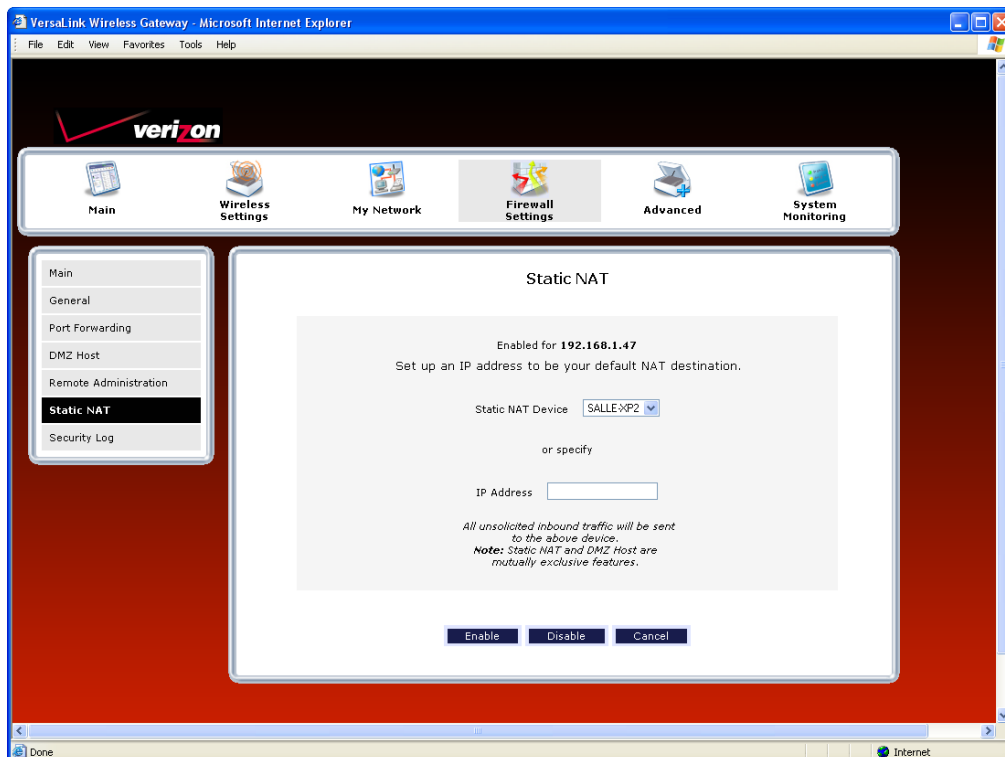 VersaLink Wireless Gateway - Microsoft Internet Explorer
File Edit View Favorites Tools Help
verizon
Main
Wireless
Settings
My Network
Firewall
Settings
Advanced
System
Monitoring
Main
General
Port Forwarding
DMZ Host
Remote Administration
Static NAT
Security Log
Static NAT
Enabled for 192.168.1.47
Set up an IP address to be your default NAT destination.
Static NAT Device SALLE-XP2
or specify
IP Address
All unsolicited inbound traffic will be sent
to the above device.
Note: Static NAT and DMZ Host are
mutually exclusive features.
Enable Disable Cancel
Done Internet